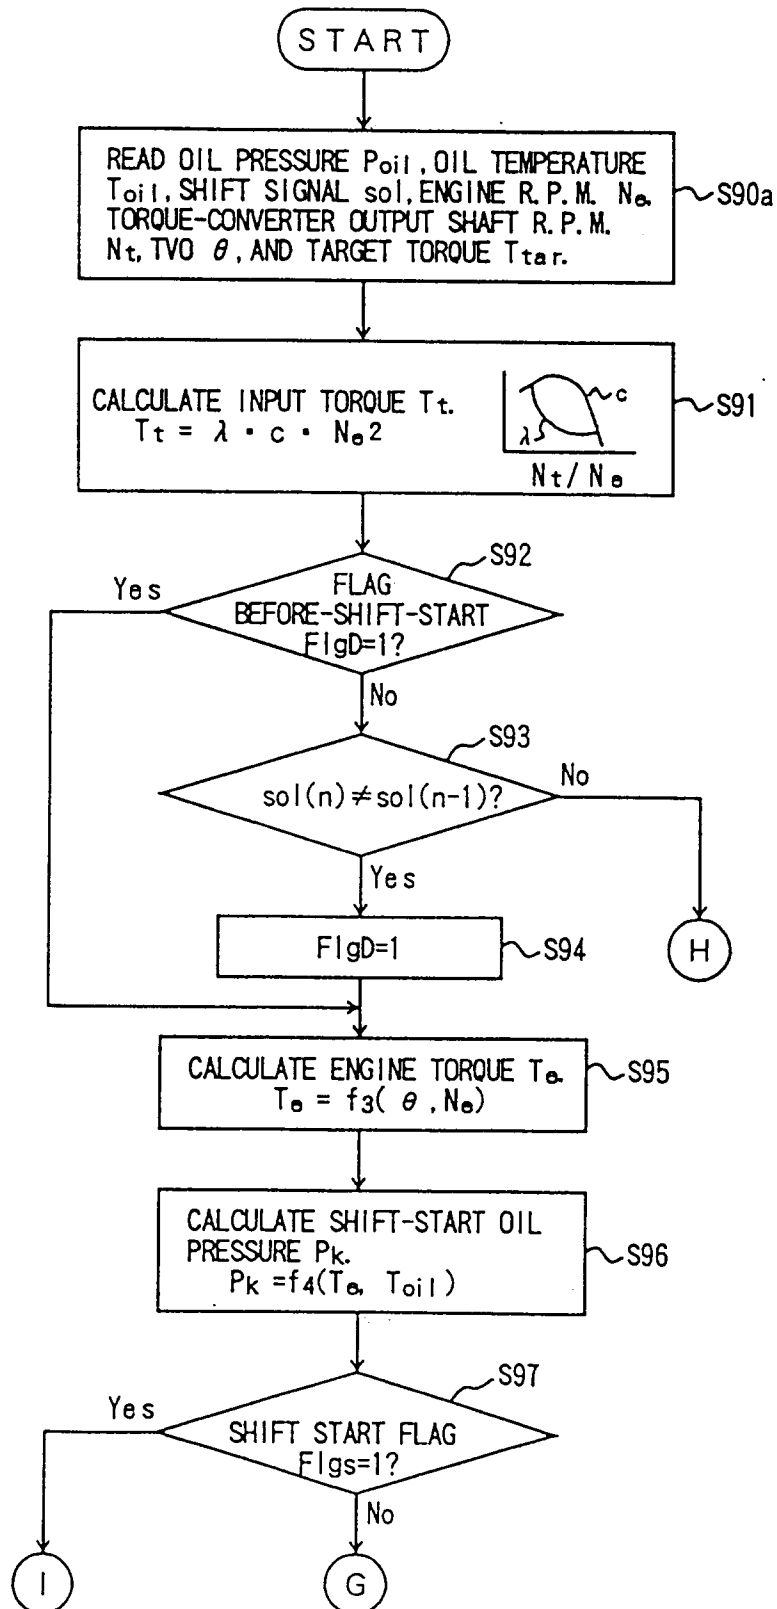 START
READ OIL PRESSURE Poil, OIL TEMPERATURE
Toil, SHIFT SIGNAL sol, ENGINE R.P.M. Ne.
TORQUE-CONVERTER OUTPUT SHAFT R.P.M.
Nt, TVO θ, AND TARGET TORQUE Ttar.
S90a
CALCULATE INPUT TORQUE Tt.
Tt = λ・c・Ne2
c
λ
Nt/Ne
S91
S92
Yes
FLAG
BEFORE-SHIFT-START
FlgD=1?
No
S93
sol(n)≠sol(n-1)?
No
Yes
FlgD=1
S94
H
CALCULATE ENGINE TORQUE Te.
Te = f3( θ, Ne)
S95
CALCULATE SHIFT-START OIL
PRESSURE Pk.
Pk =f4(Te, Toil)
S96
S97
Yes
SHIFT START FLAG
Flgs=1?
No
I
G